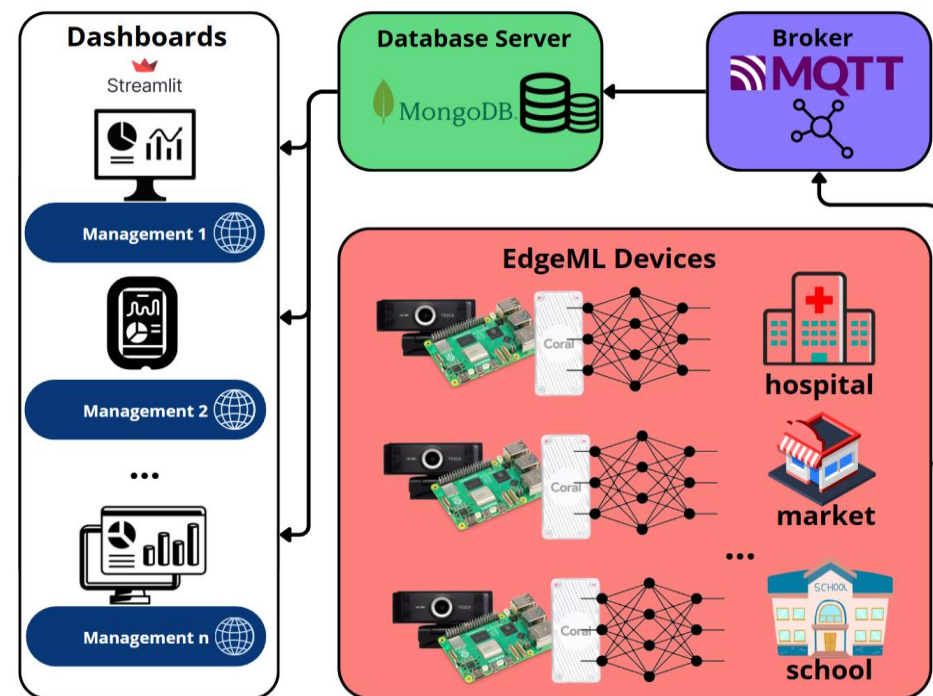 Dashboards
Streamlit
Management 1
Management 2
...
Management n
Database Server
MongoDB®
Broker
MQTT
EdgeML Devices
Coral
hospital
Coral
market
...
Coral
SCHOOL
school